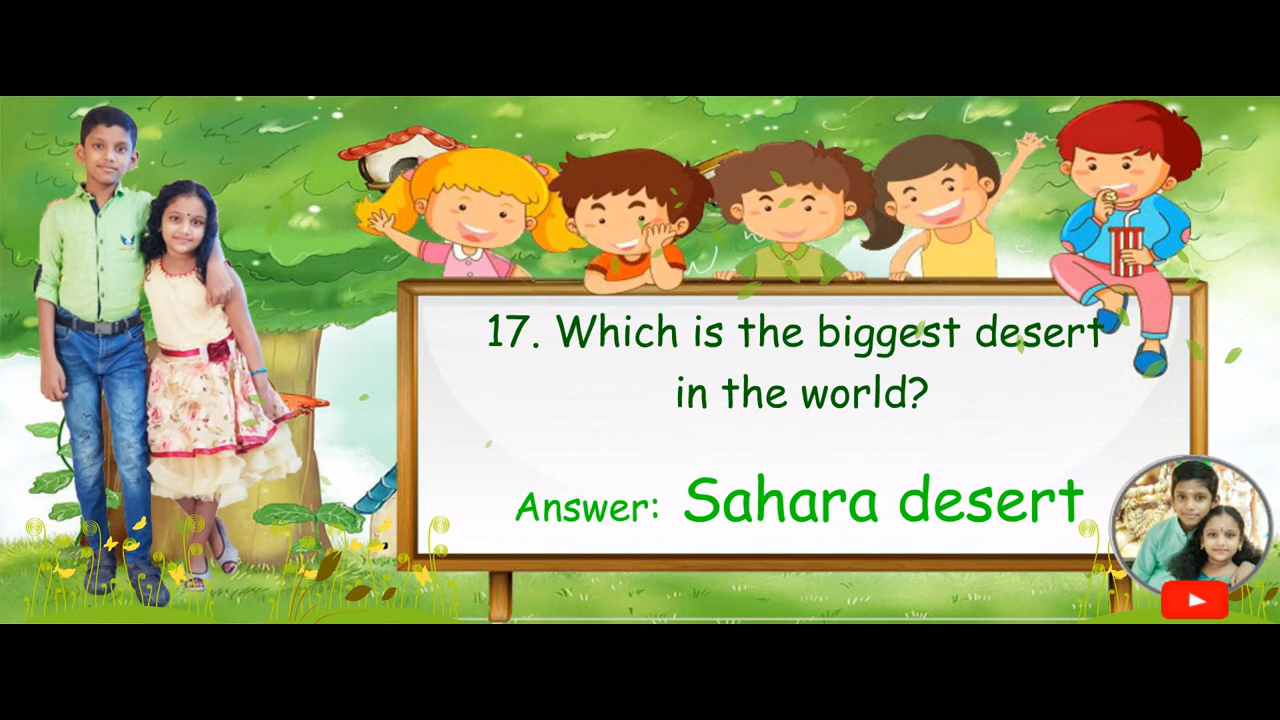 17. Which is the biggest desert
in the world?
Answer: Sahara desert